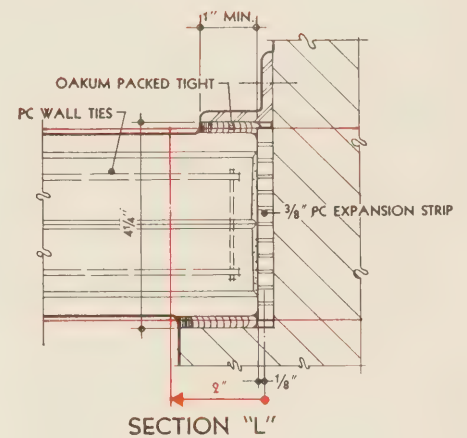 1" MIN.
OAKUM PACKED TIGHT
PC WALL TIES
4¼"
3/8" PC EXPANSION STRIP
2"
1/8"
SECTION "L"